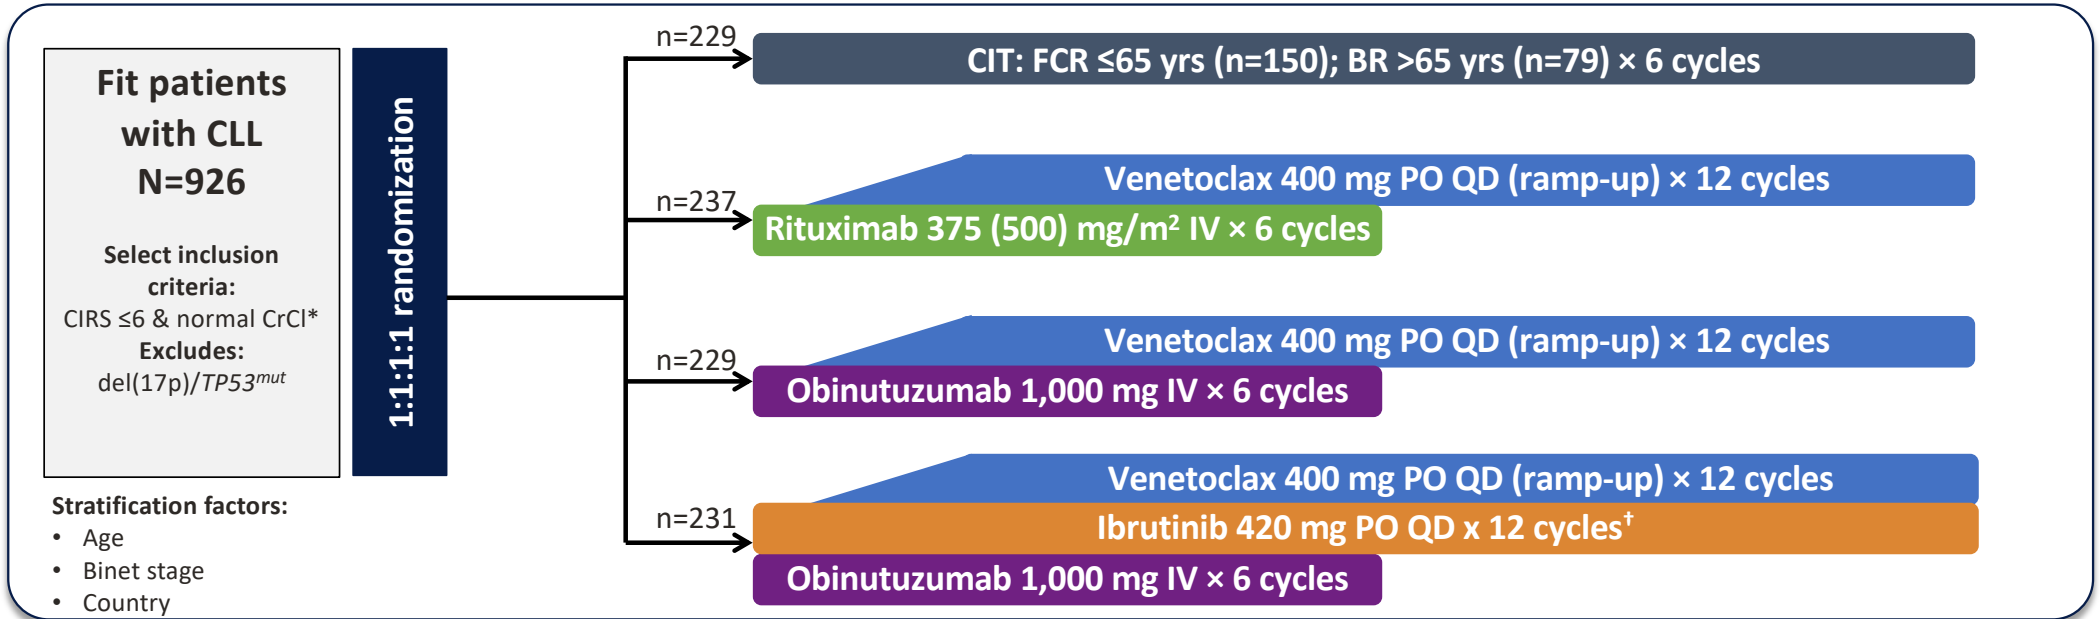 Fit patients
with CLL
N=926
Select inclusion
criteria:
CIRS ≤6 & normal CrCl*
Excludes:
del(17p)/TP53mut
Stratification factors:
• Age
• Binet stage
• Country
1:1:1:1 randomization
n=229
CIT: FCR ≤65 yrs (n=150); BR >65 yrs (n=79) × 6 cycles
n=237
Venetoclax 400 mg PO QD (ramp-up) × 12 cycles
Rituximab 375 (500) mg/m² IV × 6 cycles
n=229
Venetoclax 400 mg PO QD (ramp-up) × 12 cycles
Obinutuzumab 1,000 mg IV × 6 cycles
n=231
Venetoclax 400 mg PO QD (ramp-up) × 12 cycles
Ibrutinib 420 mg PO QD x 12 cycles†
Obinutuzumab 1,000 mg IV × 6 cycles